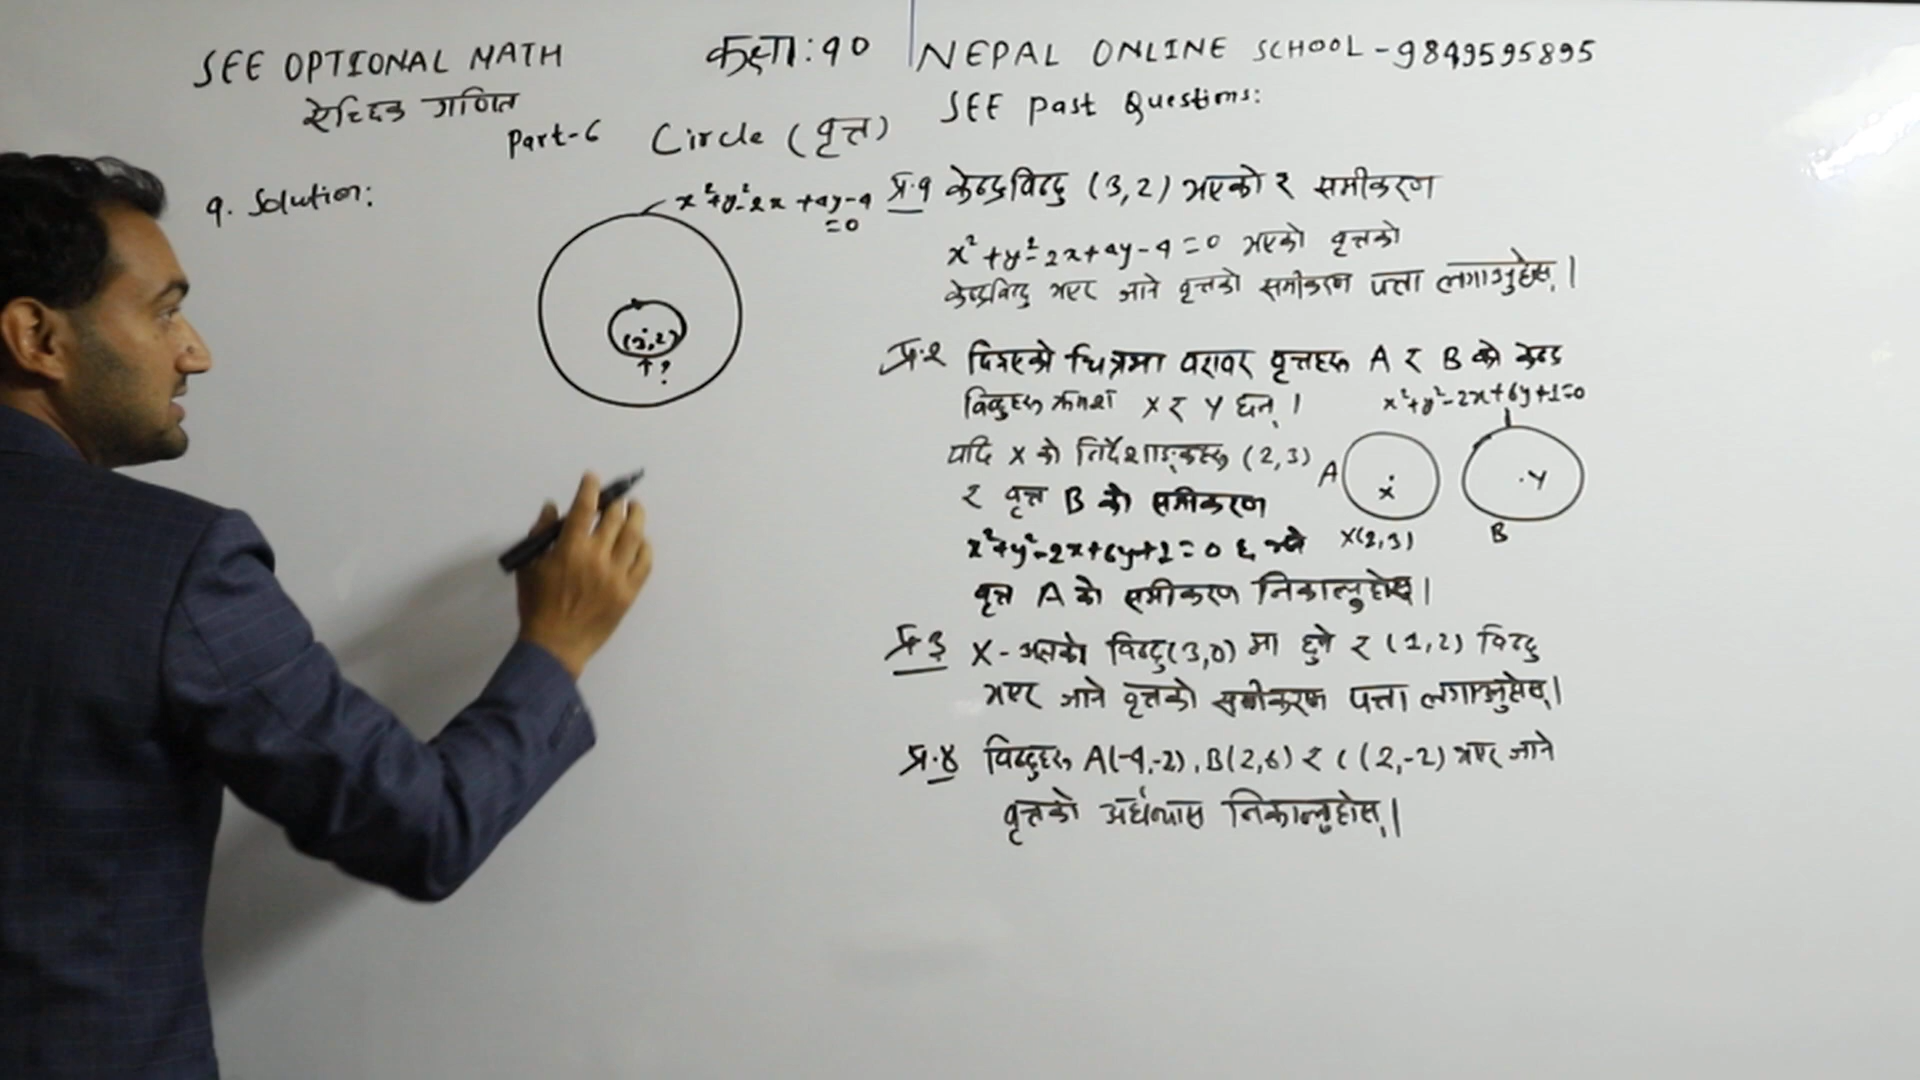 SEE OPTIONAL MATH कक्षा: १०
ऐच्छिक गणित
Part-6 Circle (वृत्त)
१. Solution:
x²+y²-2x+4y-4
=0
(3,2)
?
NEPAL ONLINE SCHOOL - 9849595895
SEE Past Questions:
प्र.१ केन्द्रविन्दु (3,2) भएको र समीकरण
x²+y²-2x+4y-4=0 भएको वृत्तको
केन्द्रविन्दु भएर जाने वृत्तको समीकरण पत्ता लगाउनुहोस्।
प्र.२ दिइएको चित्रमा बराबर वृत्तहरू A र B को केन्द्र
विन्दुहरू क्रमशः X र Y छन्।
x²+y²-2x+6y+1=0
यदि X को निर्देशाङ्कहरू (2,3)
A X Y
र वृत्त B को समीकरण
X(2,3) B
x²+y²-2x+6y+1=0 छ भने
वृत्त A को समीकरण निकाल्नुहोस्।
प्र.३ X-अक्षको विन्दु (3,0) मा छुने र (1,2) विन्दु
भएर जाने वृत्तको समीकरण पत्ता लगाउनुहोस्।
प्र.४ विन्दुहरू A(-4,-2), B(2,6) र C(2,-2) भएर जाने
वृत्तको अर्धव्यास निकाल्नुहोस्।